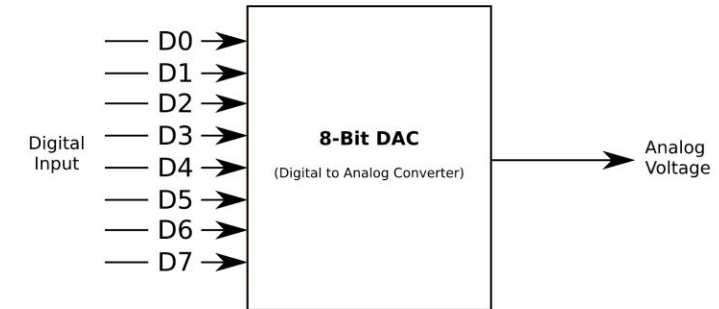 D0
D1
D2
D3
D4
D5
D6
D7
Digital
Input
8-Bit DAC
(Digital to Analog Converter)
Analog
Voltage